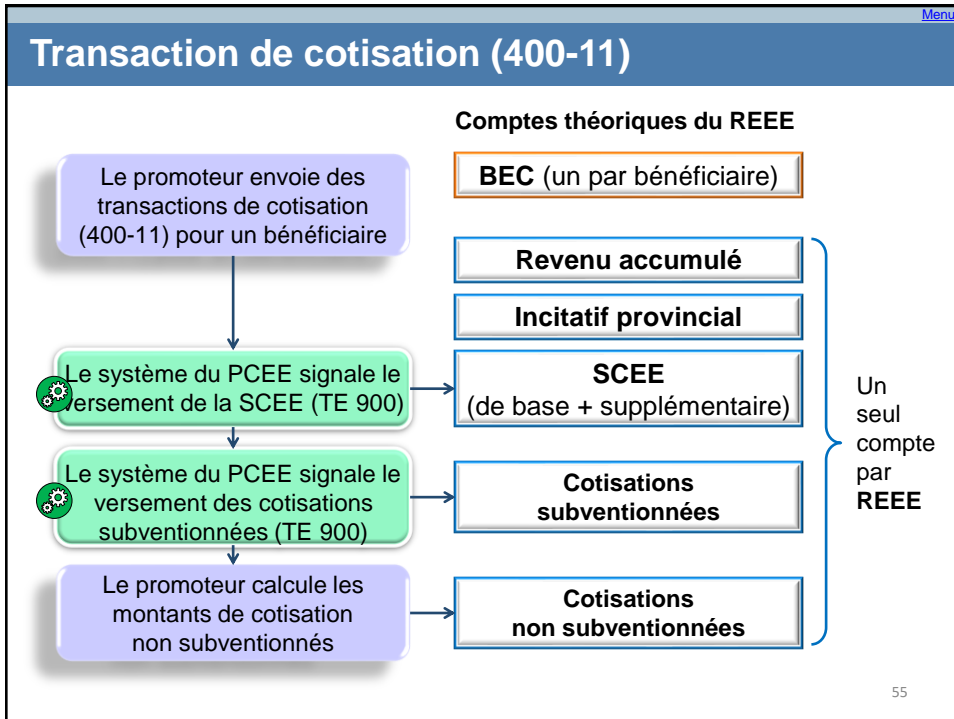 Menu
Transaction de cotisation (400-11)
Comptes théoriques du REEE
Le promoteur envoie des
transactions de cotisation
(400-11) pour un bénéficiaire
BEC (un par bénéficiaire)
Revenu accumulé
Incitatif provincial
Le système du PCEE signale le
versement de la SCEE (TE 900)
SCEE
(de base + supplémentaire)
Le système du PCEE signale le
versement des cotisations
subventionnées (TE 900)
Cotisations
subventionnées
Le promoteur calcule les
montants de cotisation
non subventionnés
Cotisations
non subventionnées
Un
seul
compte
par
REEE
55